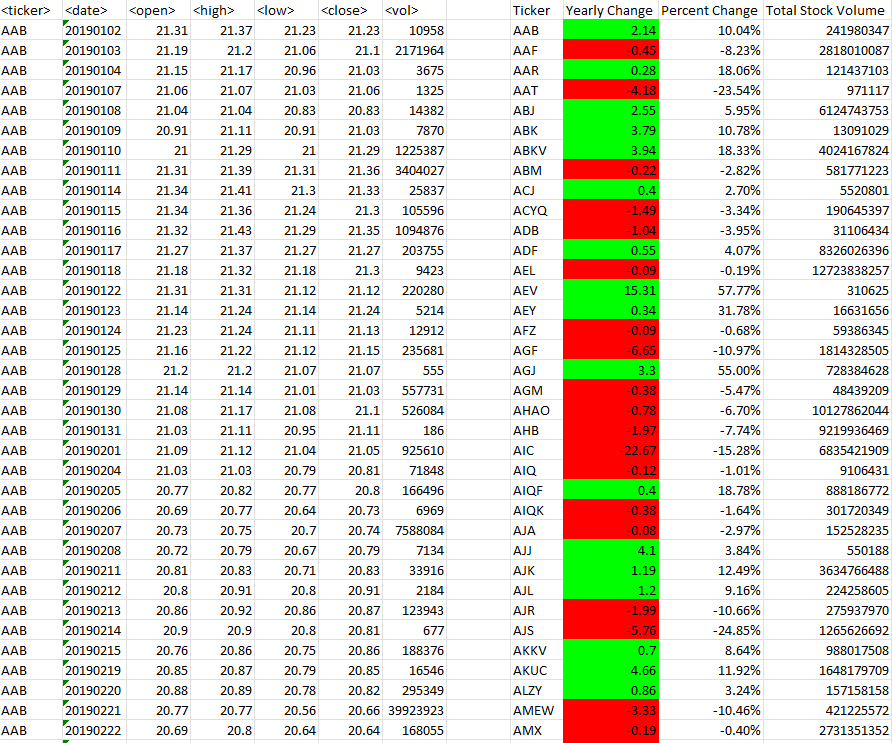 <ticker> <date> <open> <high> <low> <close> <vol> Ticker Yearly Change Percent Change Total Stock Volume
AAB 20190102 21.31 21.37 21.23 21.23 10958 AAB 2.14 10.04% 241980347
AAB 20190103 21.19 21.2 21.06 21.1 2171964 AAF -0.45 -8.23% 2818010087
AAB 20190104 21.15 21.17 20.96 21.03 3675 AAR 0.28 18.06% 121437103
AAB 20190107 21.06 21.07 21.03 21.06 1325 AAT -4.18 -23.54% 971117
AAB 20190108 21.04 21.04 20.83 20.83 14382 ABJ 2.55 5.95% 6124743753
AAB 20190109 20.91 21.11 20.91 21.03 7870 ABK 3.79 10.78% 13091029
AAB 20190110 21 21.29 21 21.29 1225387 ABKV 3.94 18.33% 4024167824
AAB 20190111 21.31 21.39 21.31 21.36 3404027 ABM -0.22 -2.82% 581771223
AAB 20190114 21.34 21.41 21.3 21.33 25837 ACJ 0.4 2.70% 5520801
AAB 20190115 21.34 21.36 21.24 21.3 105596 ACYQ -1.49 -3.34% 190645397
AAB 20190116 21.32 21.43 21.29 21.35 1094876 ADB -1.04 -3.95% 31106434
AAB 20190117 21.27 21.37 21.27 21.27 203755 ADF 0.55 4.07% 8326026396
AAB 20190118 21.18 21.32 21.18 21.3 9423 AEL -0.09 -0.19% 12723838257
AAB 20190122 21.31 21.31 21.12 21.12 220280 AEV 15.31 57.77% 310625
AAB 20190123 21.14 21.24 21.14 21.24 5214 AEY 0.34 31.78% 16631656
AAB 20190124 21.23 21.24 21.11 21.13 12912 AFZ -0.09 -0.68% 59386345
AAB 20190125 21.16 21.22 21.12 21.15 235681 AGF -6.65 -10.97% 1814328505
AAB 20190128 21.2 21.2 21.07 21.07 555 AGJ 3.3 55.00% 728384628
AAB 20190129 21.14 21.14 21.01 21.03 557731 AGM -0.38 -5.47% 48439209
AAB 20190130 21.08 21.17 21.08 21.1 526084 AHAO -0.78 -6.70% 10127862044
AAB 20190131 21.03 21.11 20.95 21.11 186 AHB -1.97 -7.74% 9219936469
AAB 20190201 21.09 21.12 21.04 21.05 925610 AIC -22.67 -15.28% 6835421909
AAB 20190204 21.03 21.03 20.79 20.81 71848 AIQ -0.12 -1.01% 9106431
AAB 20190205 20.77 20.82 20.77 20.8 166496 AIQF 0.4 18.78% 888186772
AAB 20190206 20.69 20.77 20.64 20.73 6969 AIQK -0.38 -1.64% 301720349
AAB 20190207 20.73 20.75 20.7 20.74 7588084 AJA -0.08 -2.97% 152528235
AAB 20190208 20.72 20.79 20.67 20.79 7134 AJJ 4.1 3.84% 550188
AAB 20190211 20.81 20.83 20.71 20.83 33916 AJK 1.19 12.49% 3634766488
AAB 20190212 20.8 20.91 20.8 20.91 2184 AJL 1.2 9.16% 224258605
AAB 20190213 20.86 20.92 20.86 20.87 123943 AJR -1.99 -10.66% 275937970
AAB 20190214 20.9 20.9 20.8 20.81 677 AJS -5.76 -24.85% 1265626692
AAB 20190215 20.76 20.86 20.75 20.86 188376 AKKV 0.7 8.64% 988017508
AAB 20190219 20.85 20.87 20.79 20.85 16546 AKUC 4.66 11.92% 1648179709
AAB 20190220 20.88 20.89 20.78 20.82 295349 ALZY 0.86 3.24% 157158158
AAB 20190221 20.77 20.77 20.56 20.66 39923923 AMEW -3.33 -10.46% 421225572
AAB 20190222 20.69 20.8 20.64 20.64 168055 AMX -0.19 -0.40% 2731351352